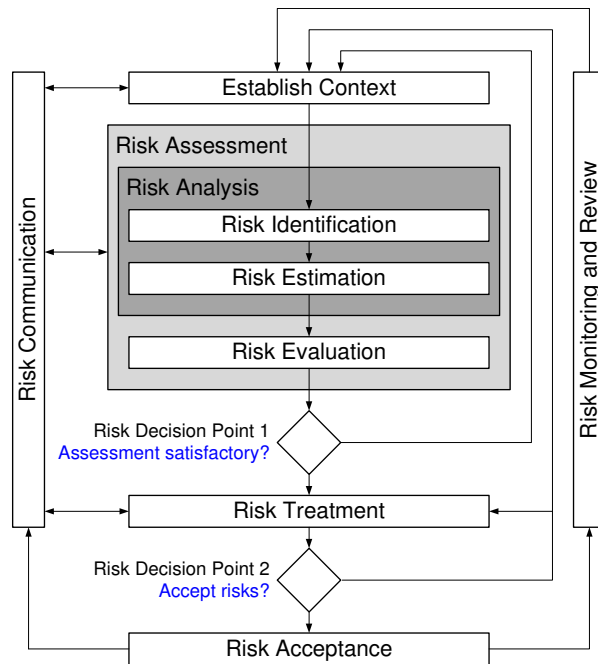 Establish Context
Risk Assessment
Risk Analysis
Risk Identification
Risk Estimation
Risk Evaluation
Risk Communication
Risk Monitoring and Review
Risk Decision Point 1
Assessment satisfactory?
Risk Treatment
Risk Decision Point 2
Accept risks?
Risk Acceptance